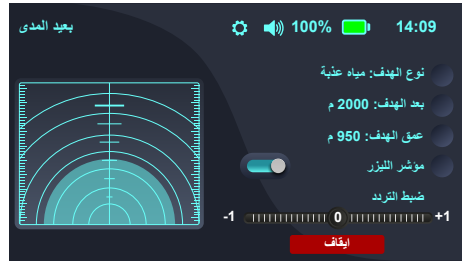 بعيد المدى
100% 14:09
نوع الهدف: مياه عذبة
بعد الهدف: 2000 م
عمق الهدف: 950 م
مؤشر الليزر
ضبط التردد
-1 0 +1
ايقاف